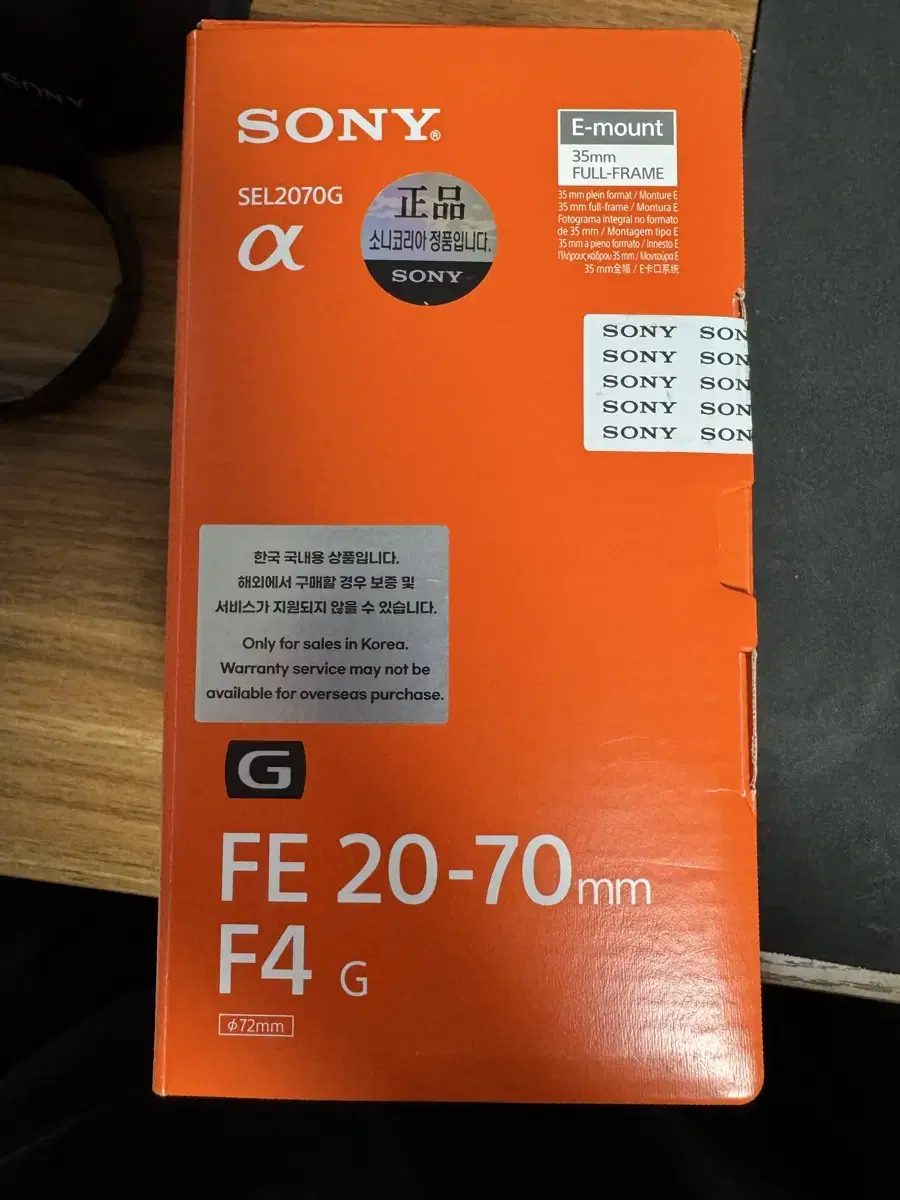 SONY
SONY®
SEL2070G
α
正品
소니코리아 정품입니다.
SONY
E-mount
35mm
FULL-FRAME
35 mm plein format / Monture E
35 mm full-frame / Montura E
Fotograma integral no formato
de 35 mm / Montagem tipo E
35 mm a pieno formato / Innesto E
Πλήρους κάδρου 35 mm / Μοντούρα E
35 mm全幅 / E卡口系统
SONY SON
SONY SON
SONY SON
SONY SON
SONY SON
한국 국내용 상품입니다.
해외에서 구매할 경우 보증 및
서비스가 지원되지 않을 수 있습니다.
Only for sales in Korea.
Warranty service may not be
available for overseas purchase.
G
FE 20-70mm
F4 G
φ72mm